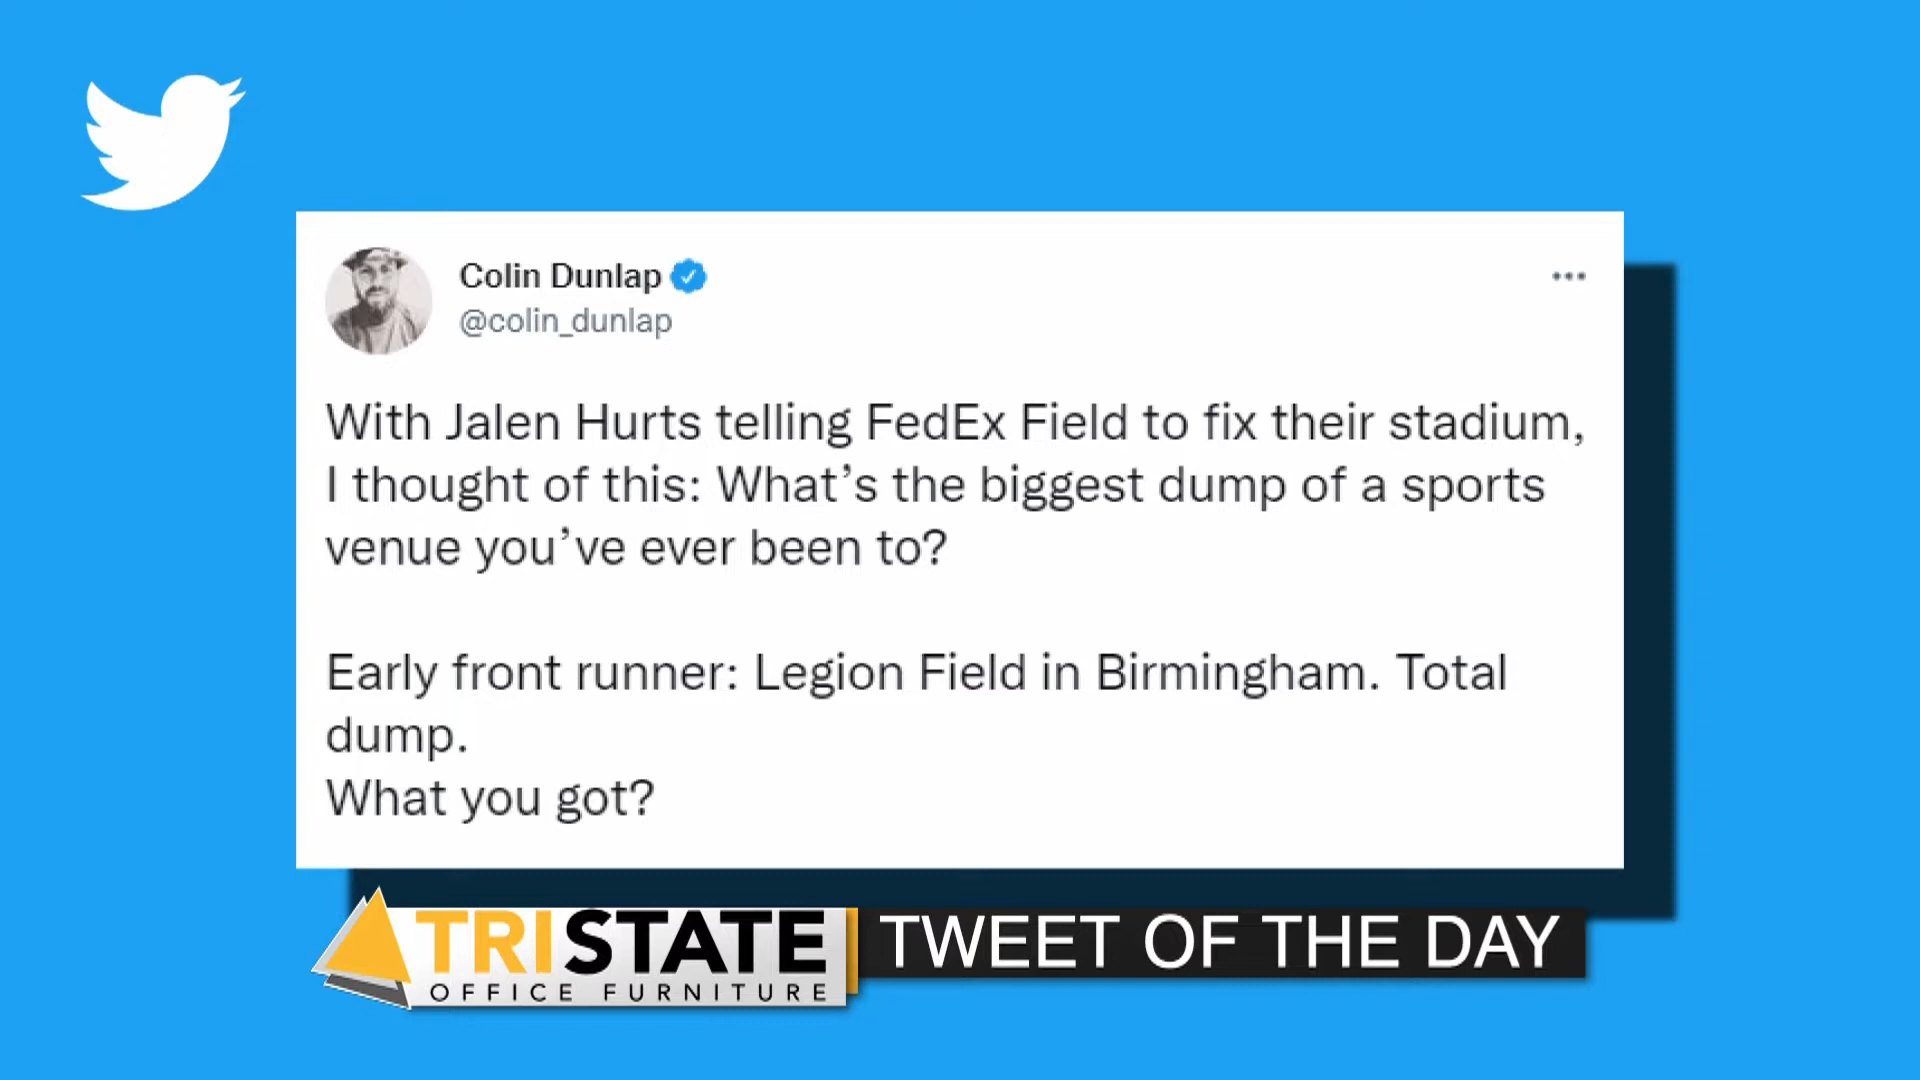 Colin Dunlap
@colin_dunlap
With Jalen Hurts telling FedEx Field to fix their stadium,
I thought of this: What’s the biggest dump of a sports
venue you’ve ever been to?
Early front runner: Legion Field in Birmingham. Total
dump.
What you got?
TRISTATE
OFFICE FURNITURE
TWEET OF THE DAY